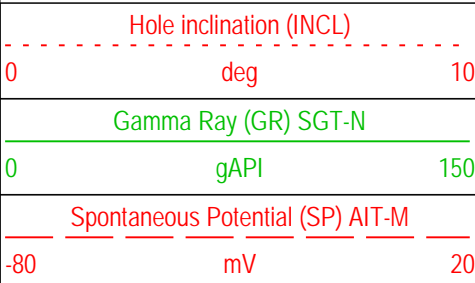 Hole inclination (INCL)
0 deg 10
Gamma Ray (GR) SGT-N
0 gAPI 150
Spontaneous Potential (SP) AIT-M
-80 mV 20